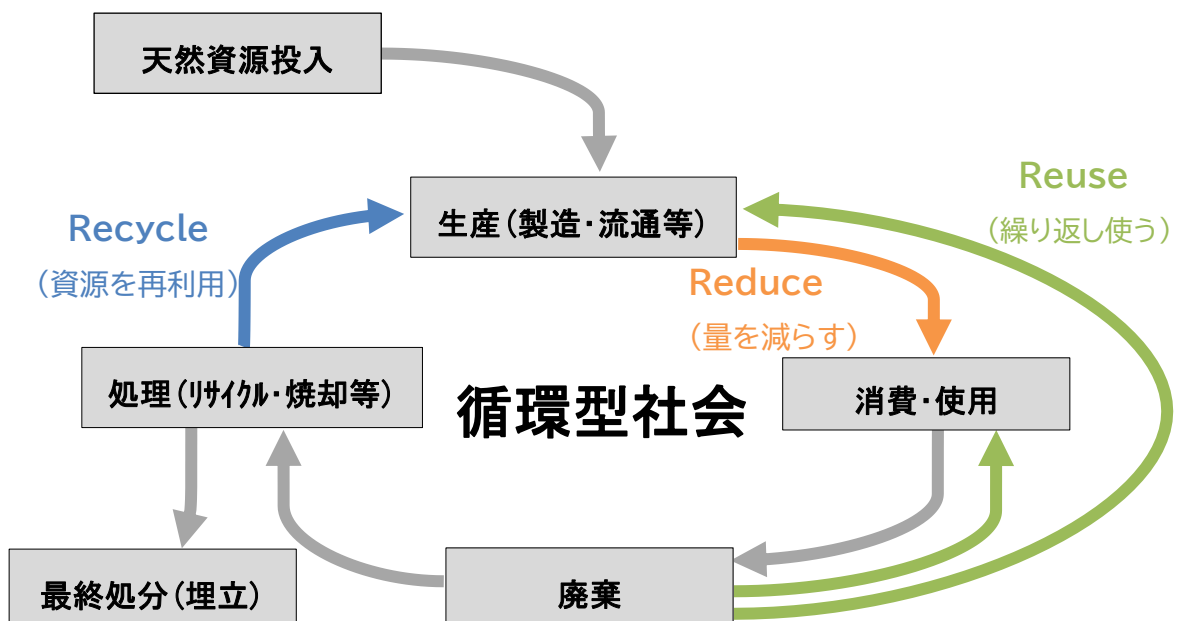 天然資源投入
Reuse
（繰り返し使う）
Recycle
（資源を再利用）
生産（製造・流通等）
Reduce
（量を減らす）
処理（ﾘｻｲｸﾙ・焼却等）
循環型社会
消費・使用
最終処分（埋立）
廃棄